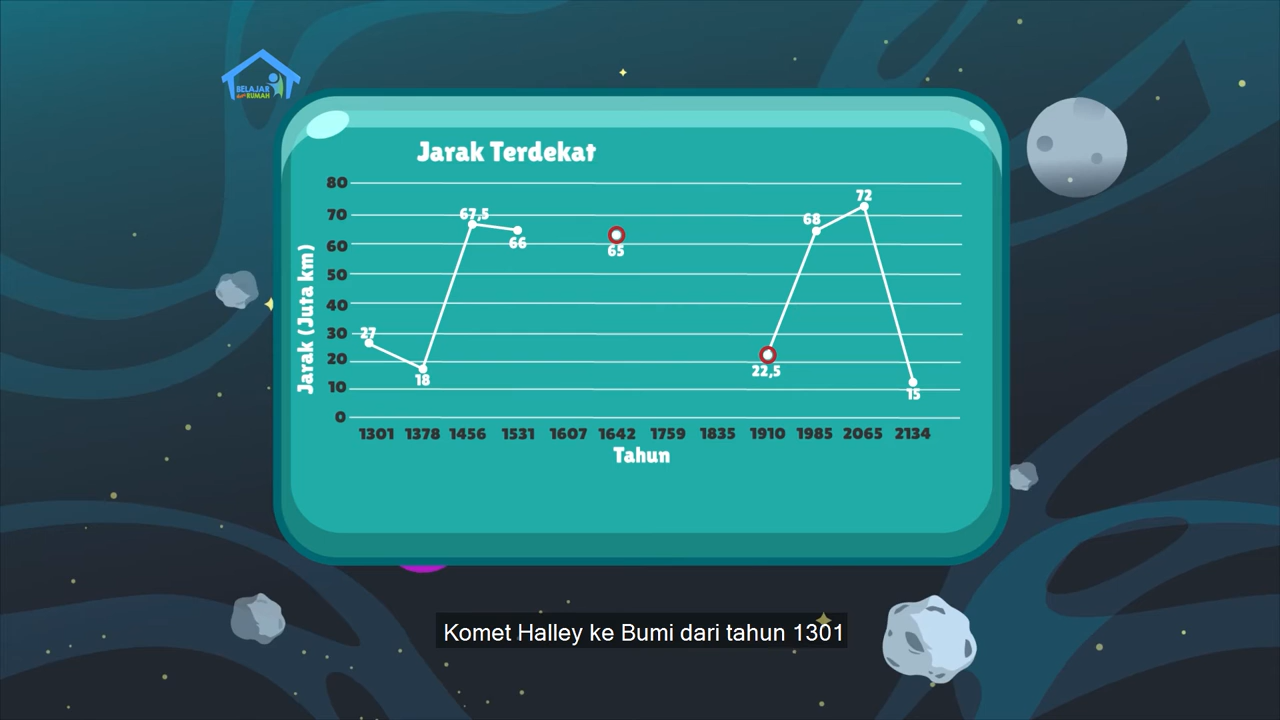 BELAJAR
dari RUMAH
Jarak Terdekat
80
70
60
50
40
30
20
10
0
Jarak (Juta km)
27
18
67,5
66
65
22,5
68
72
15
1301 1378 1456 1531 1607 1642 1759 1835 1910 1985 2065 2134
Tahun
Komet Halley ke Bumi dari tahun 1301